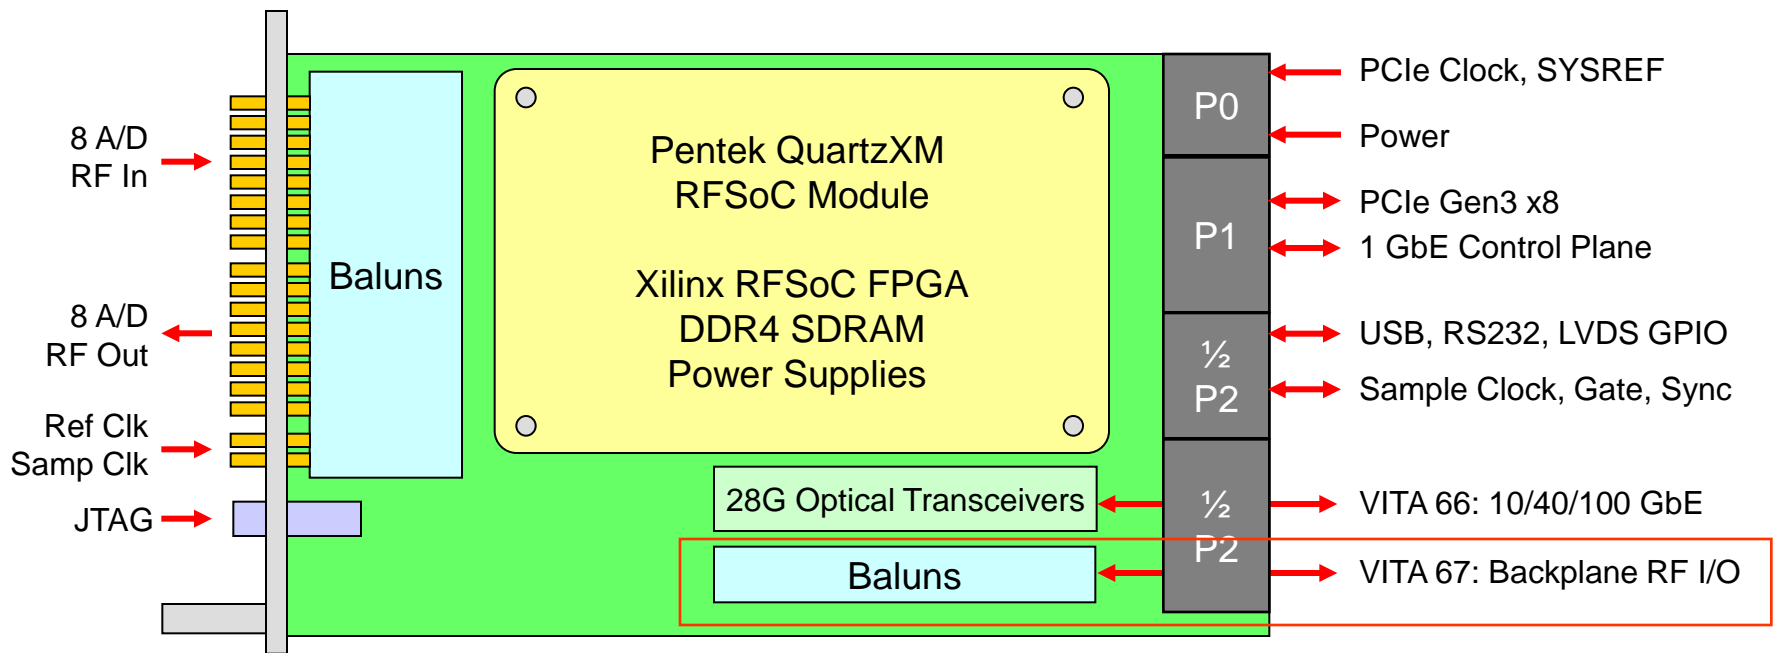 8 A/D
RF In
8 A/D
RF Out
Ref Clk
Samp Clk
JTAG
Baluns
Pentek QuartzXM
RFSoC Module
Xilinx RFSoC FPGA
DDR4 SDRAM
Power Supplies
28G Optical Transceivers
Baluns
P0
P1
½
P2
½
P2
PCIe Clock, SYSREF
Power
PCIe Gen3 x8
1 GbE Control Plane
USB, RS232, LVDS GPIO
Sample Clock, Gate, Sync
VITA 66: 10/40/100 GbE
VITA 67: Backplane RF I/O